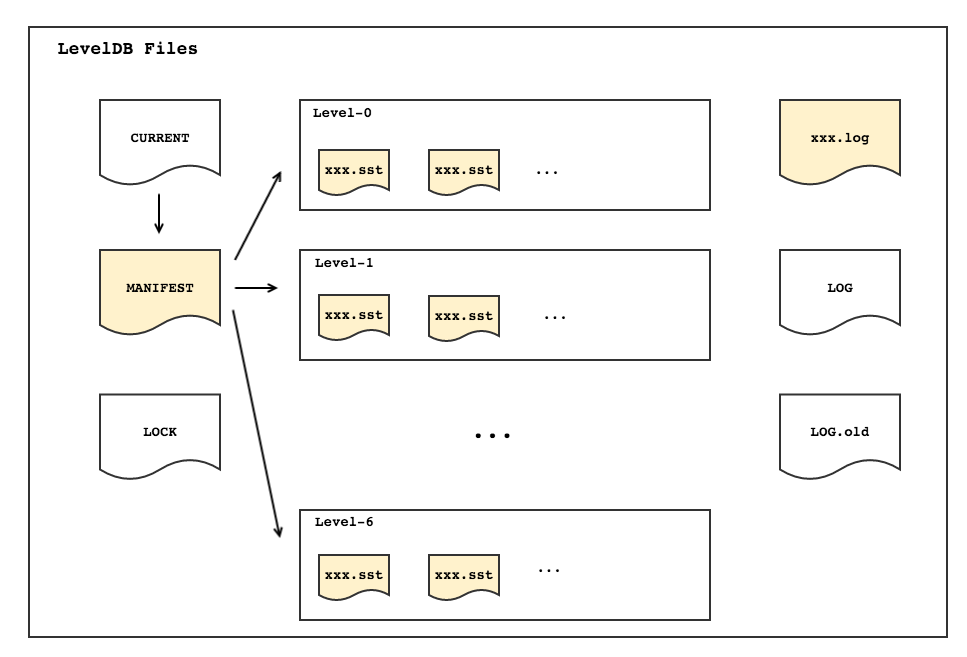 LevelDB Files
CURRENT
Level-0
xxx.sst
xxx.sst
...
xxx.log
MANIFEST
Level-1
xxx.sst
xxx.sst
...
LOG
LOCK
...
LOG.old
Level-6
xxx.sst
xxx.sst
...